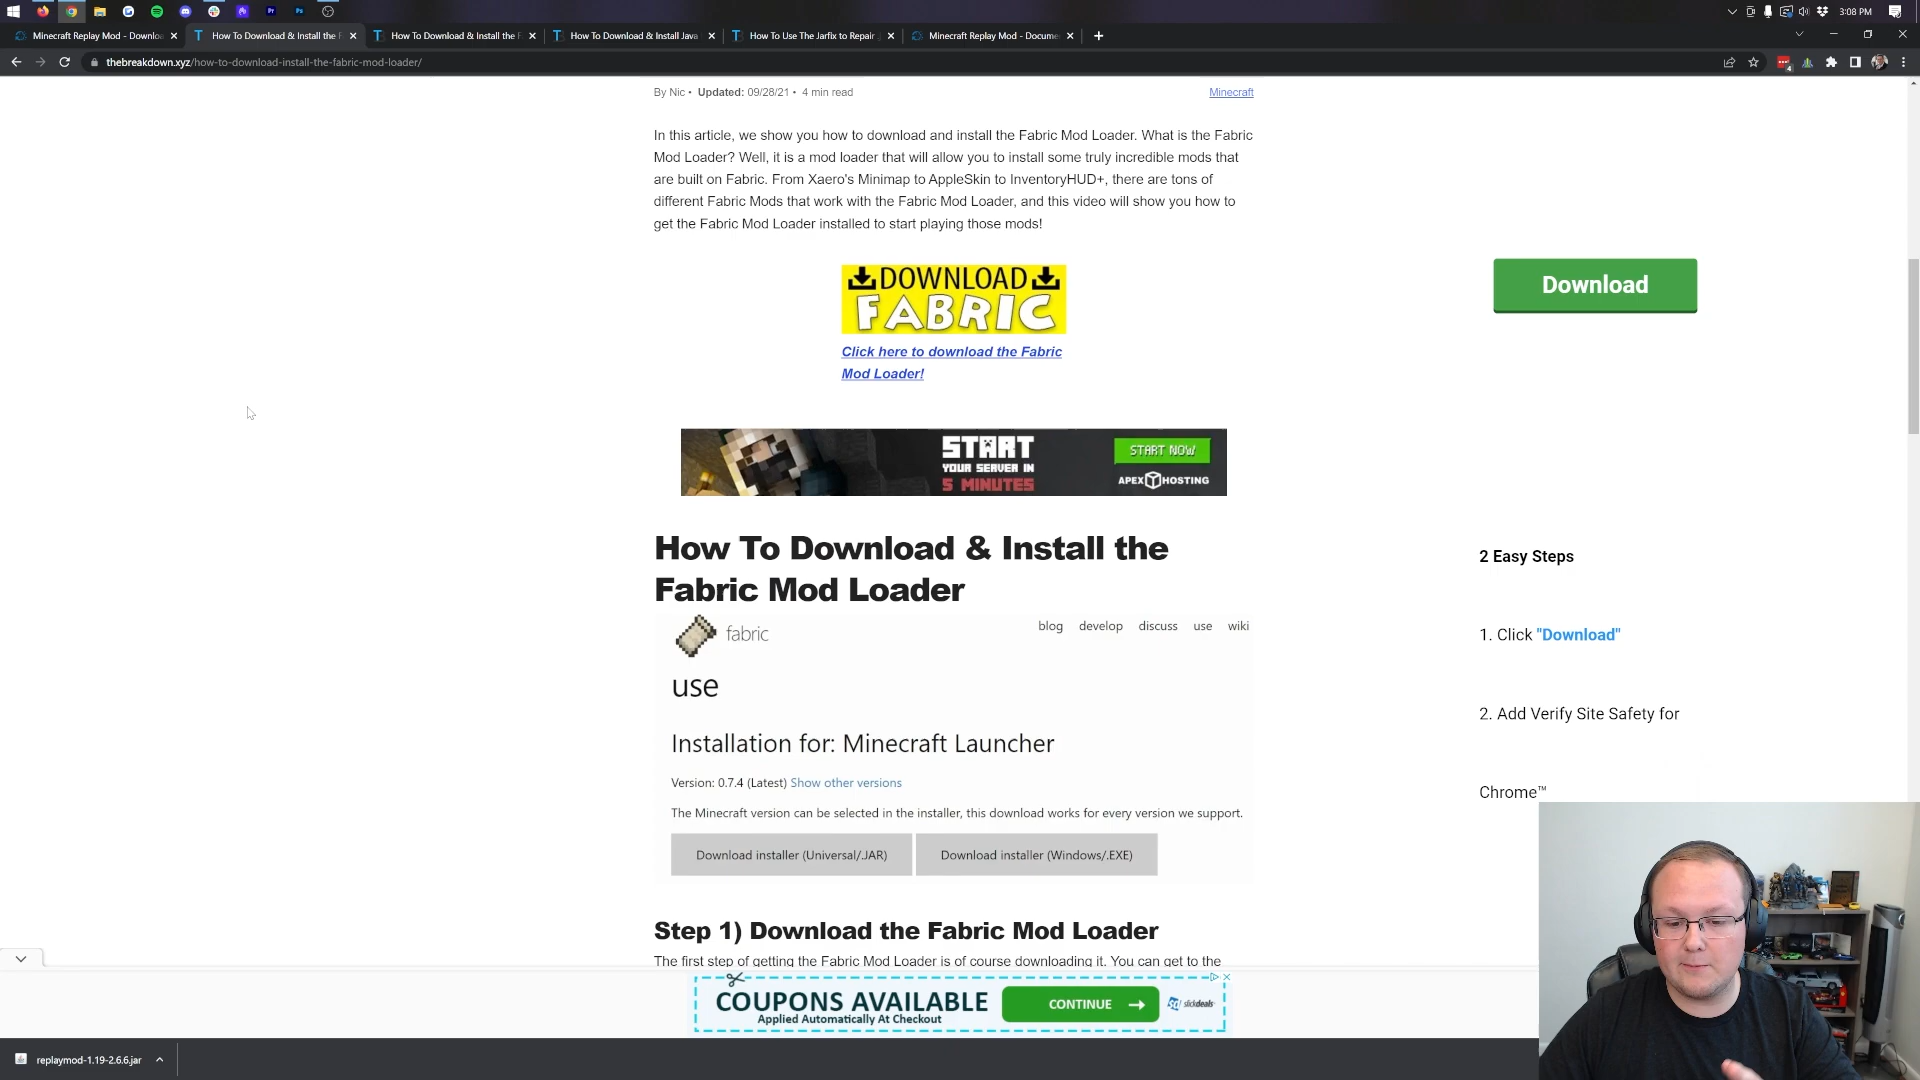 3:08 PM
Minecraft Replay Mod - Downloa
How To Download & Install the F
How To Download & Install the F
How To Download & Install Java
How To Use The Jarfix to Repair
Minecraft Replay Mod - Docume
thebreakdown.xyz/how-to-download-install-the-fabric-mod-loader/
By Nic • Updated: 09/28/21 • 4 min read
Minecraft
In this article, we show you how to download and install the Fabric Mod Loader. What is the Fabric
Mod Loader? Well, it is a mod loader that will allow you to install some truly incredible mods that
are built on Fabric. From Xaero's Minimap to AppleSkin to InventoryHUD+, there are tons of
different Fabric Mods that work with the Fabric Mod Loader, and this video will show you how to
get the Fabric Mod Loader installed to start playing those mods!
DOWNLOAD
FABRIC
Click here to download the Fabric
Mod Loader!
Download
START
YOUR SERVER IN
5 MINUTES
START NOW
APEX HOSTING
How To Download & Install the
Fabric Mod Loader
fabric
blog develop discuss use wiki
use
Installation for: Minecraft Launcher
Version: 0.7.4 (Latest) Show other versions
The Minecraft version can be selected in the installer, this download works for every version we support.
Download installer (Universal/.JAR)
Download installer (Windows/.EXE)
2 Easy Steps
1. Click "Download"
2. Add Verify Site Safety for
Chrome™
Step 1) Download the Fabric Mod Loader
The first step of getting the Fabric Mod Loader is of course downloading it. You can get to the
COUPONS AVAILABLE
Applied Automatically At Checkout
CONTINUE
slickdeals
replaymod-1.19-2.6.6.jar